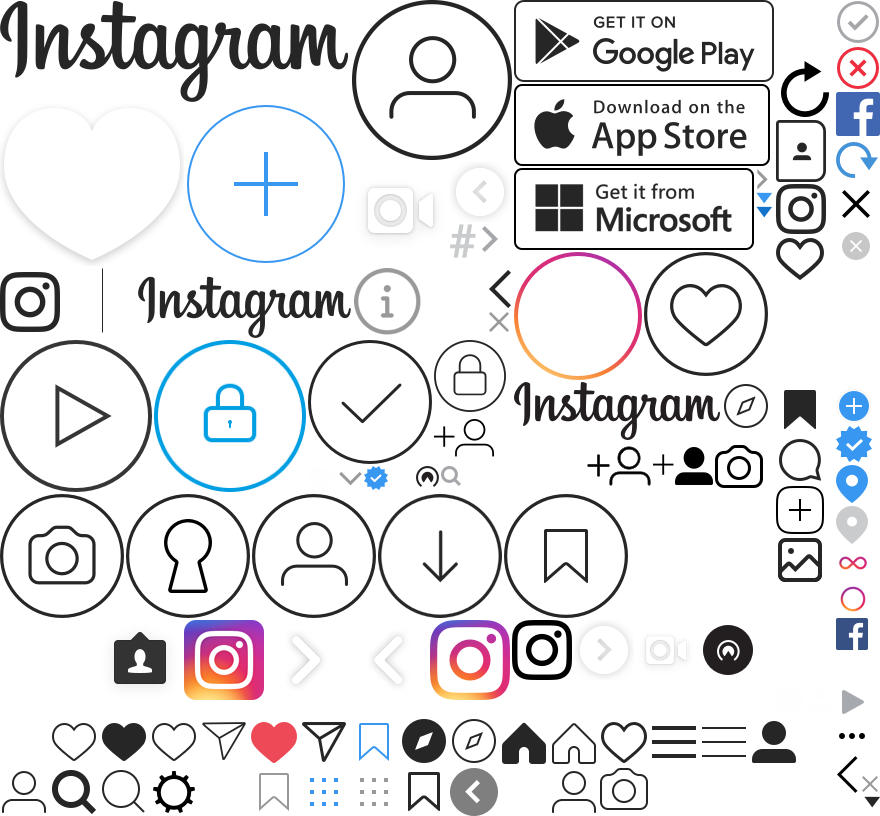 Instagram
GET IT ON
Google Play
Download on the
App Store
Get it from
Microsoft
#
Instagram
i
Instagram
f
f